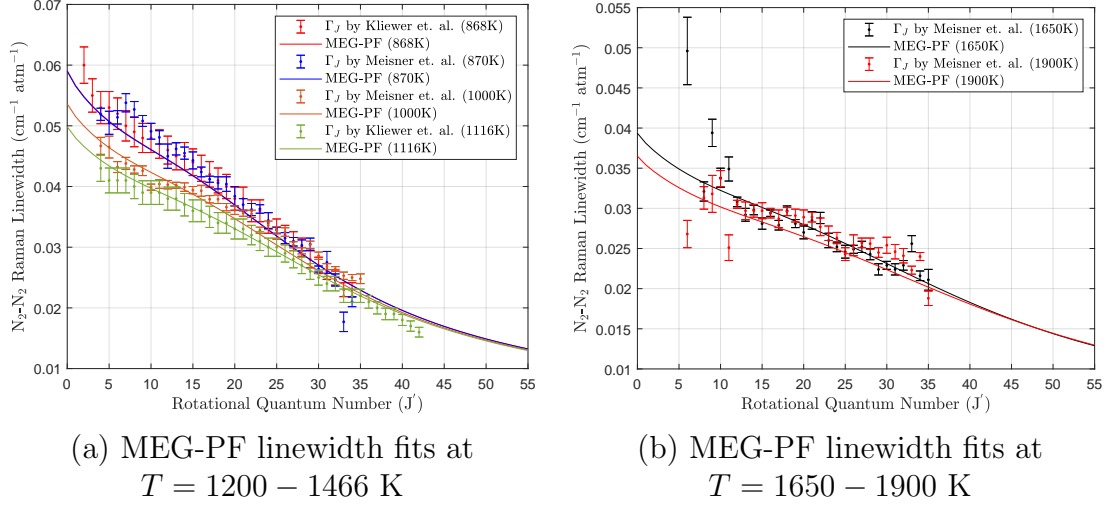 Γ_J by Kliewer et. al. (868K)
MEG-PF (868K)
Γ_J by Meisner et. al. (870K)
MEG-PF (870K)
Γ_J by Meisner et. al. (1000K)
MEG-PF (1000K)
Γ_J by Kliewer et. al. (1116K)
MEG-PF (1116K)
N₂-N₂ Raman Linewidth (cm⁻¹ atm⁻¹)
0.07
0.06
0.05
0.04
0.03
0.02
0.01
0 5 10 15 20 25 30 35 40 45 50 55
Rotational Quantum Number (J′)
(a) MEG-PF linewidth fits at
T = 1200 − 1466 K
Γ_J by Meisner et. al. (1650K)
MEG-PF (1650K)
Γ_J by Meisner et. al. (1900K)
MEG-PF (1900K)
N₂-N₂ Raman Linewidth (cm⁻¹ atm⁻¹)
0.055
0.05
0.045
0.04
0.035
0.03
0.025
0.02
0.015
0.01
0 5 10 15 20 25 30 35 40 45 50 55
Rotational Quantum Number (J′)
(b) MEG-PF linewidth fits at
T = 1650 − 1900 K